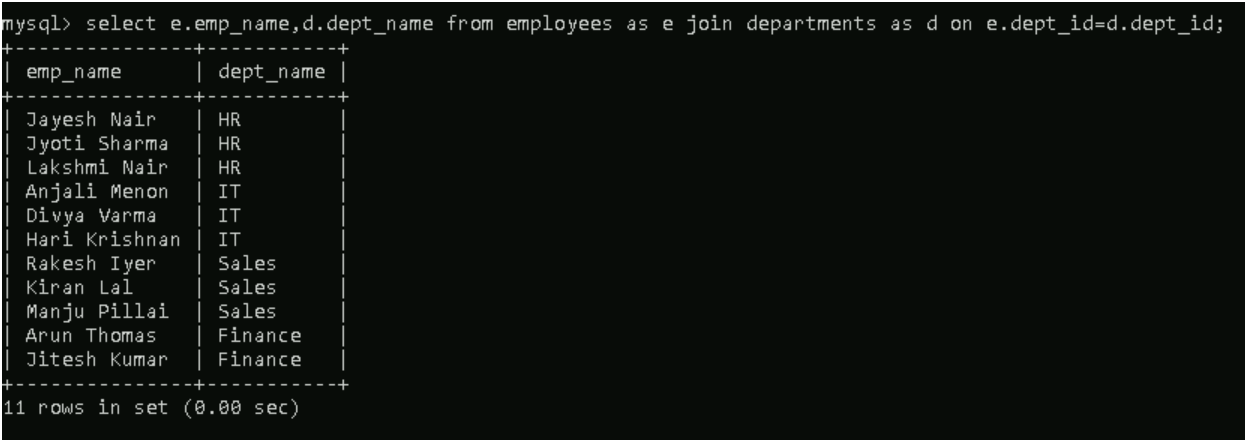 mysql> select e.emp_name,d.dept_name from employees as e join departments as d on e.dept_id=d.dept_id;
+---------------+-----------+
| emp_name      | dept_name |
+---------------+-----------+
| Jayesh Nair   | HR        |
| Jyoti Sharma  | HR        |
| Lakshmi Nair  | HR        |
| Anjali Menon  | IT        |
| Divya Varma   | IT        |
| Hari Krishnan | IT        |
| Rakesh Iyer   | Sales     |
| Kiran Lal     | Sales     |
| Manju Pillai  | Sales     |
| Arun Thomas   | Finance   |
| Jitesh Kumar  | Finance   |
+---------------+-----------+
11 rows in set (0.00 sec)